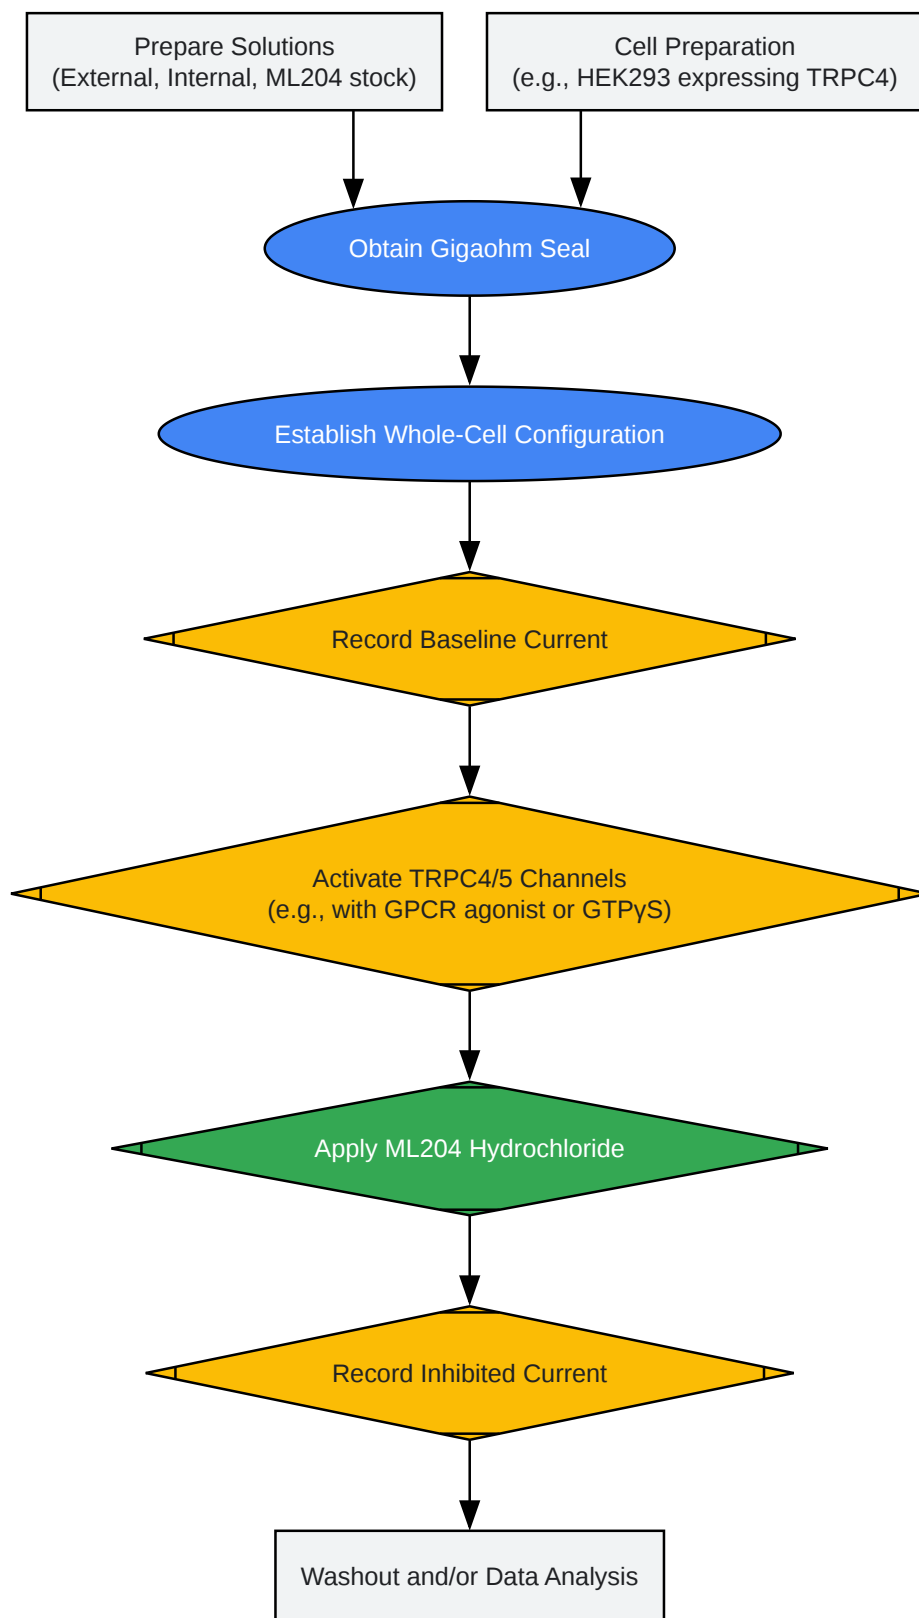 Prepare Solutions
(External, Internal, ML204 stock)
Cell Preparation
(e.g., HEK293 expressing TRPC4)
Obtain Gigaohm Seal
Establish Whole-Cell Configuration
Record Baseline Current
Activate TRPC4/5 Channels
(e.g., with GPCR agonist or GTPγS)
Apply ML204 Hydrochloride
Record Inhibited Current
Washout and/or Data Analysis